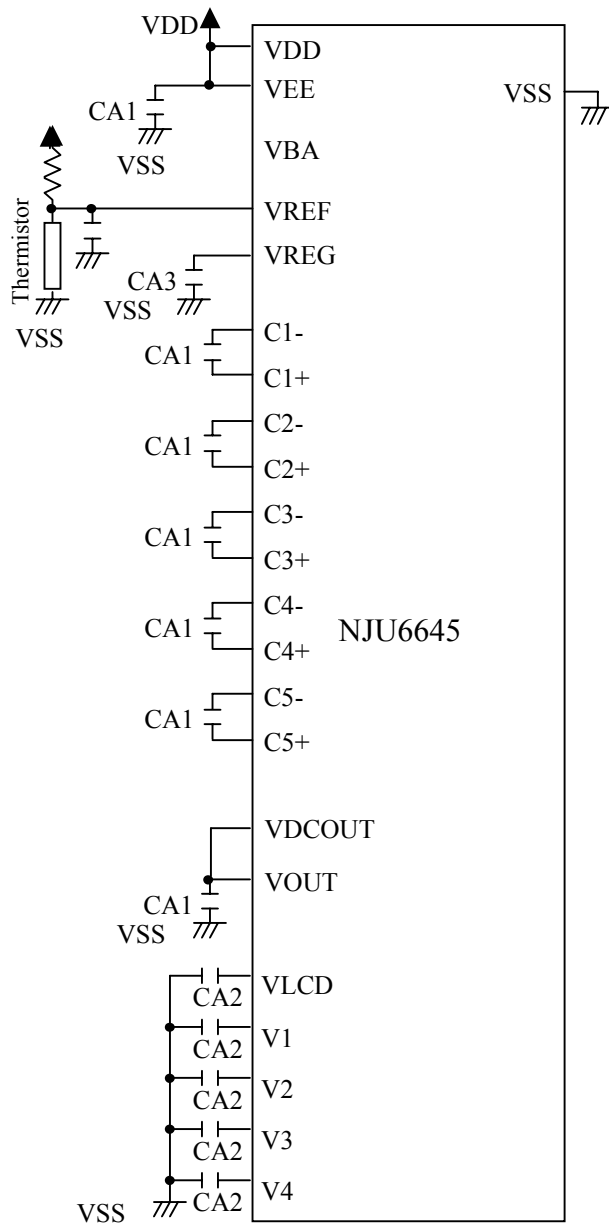 VDD
VDD
CA1
VEE
VSS
VSS
VBA
VREF
Thermistor
VREG
CA3
VSS
VSS
C1-
CA1
C1+
C2-
CA1
C2+
C3-
CA1
C3+
C4-
CA1
NJU6645
C4+
C5-
CA1
C5+
VDCOUT
VOUT
CA1
VSS
VLCD
CA2
V1
CA2
V2
CA2
V3
CA2
V4
CA2
VSS